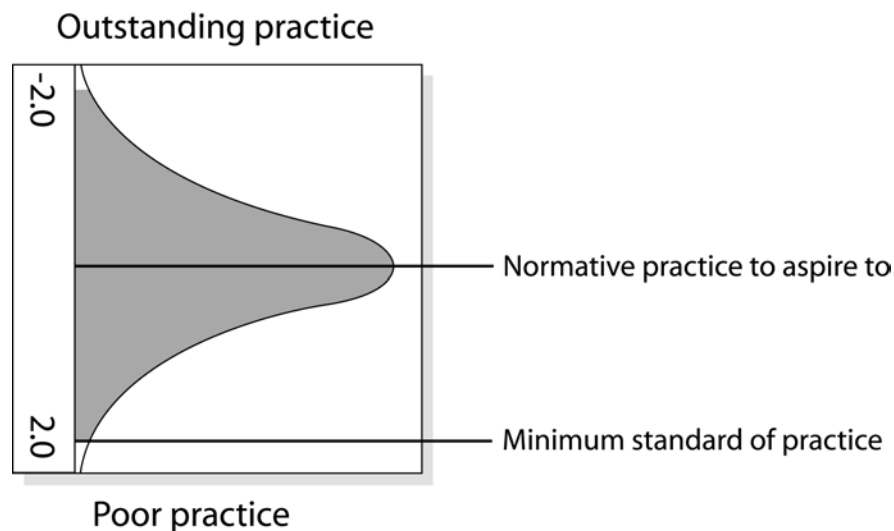 Outstanding practice
-2.0
Normative practice to aspire to
2.0
Minimum standard of practice
Poor practice